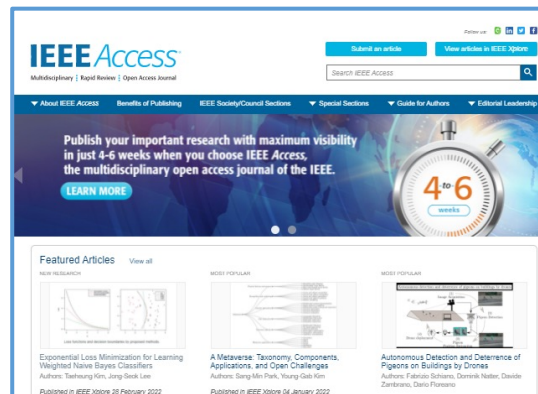 Follow us:
IEEE Access
Multidisciplinary | Rapid Review | Open Access Journal
Submit an article
View articles in IEEE Xplore
Search IEEE Access
About IEEE Access Benefits of Publishing IEEE Society/Council Sections Special Sections Guide for Authors Editorial Leadership
Publish your important research with maximum visibility
in just 4-6 weeks when you choose IEEE Access,
the multidisciplinary open access journal of the IEEE.
LEARN MORE
4-to-6
weeks
Featured Articles View all
NEW RESEARCH
Exponential Loss Minimization for Learning
Weighted Naive Bayes Classifiers
Authors: Taeheung Kim, Jong-Seok Lee
Published in IEEE Xplore 28 February 2022
MOST POPULAR
A Metaverse: Taxonomy, Components,
Applications, and Open Challenges
Authors: Sang-Min Park, Young-Gab Kim
Published in IEEE Xplore 04 January 2022
MOST POPULAR
Autonomous Detection and Deterrence of
Pigeons on Buildings by Drones
Authors: Fabrizio Schiano, Dominik Natter, Davide
Zambrano, Dario Floreano